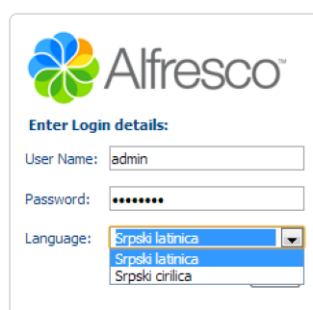 Alfresco™
Enter Login details:
User Name: admin
Password: ••••••••
Language: Srpski latinica
Srpski latinica
Srpski cirilica